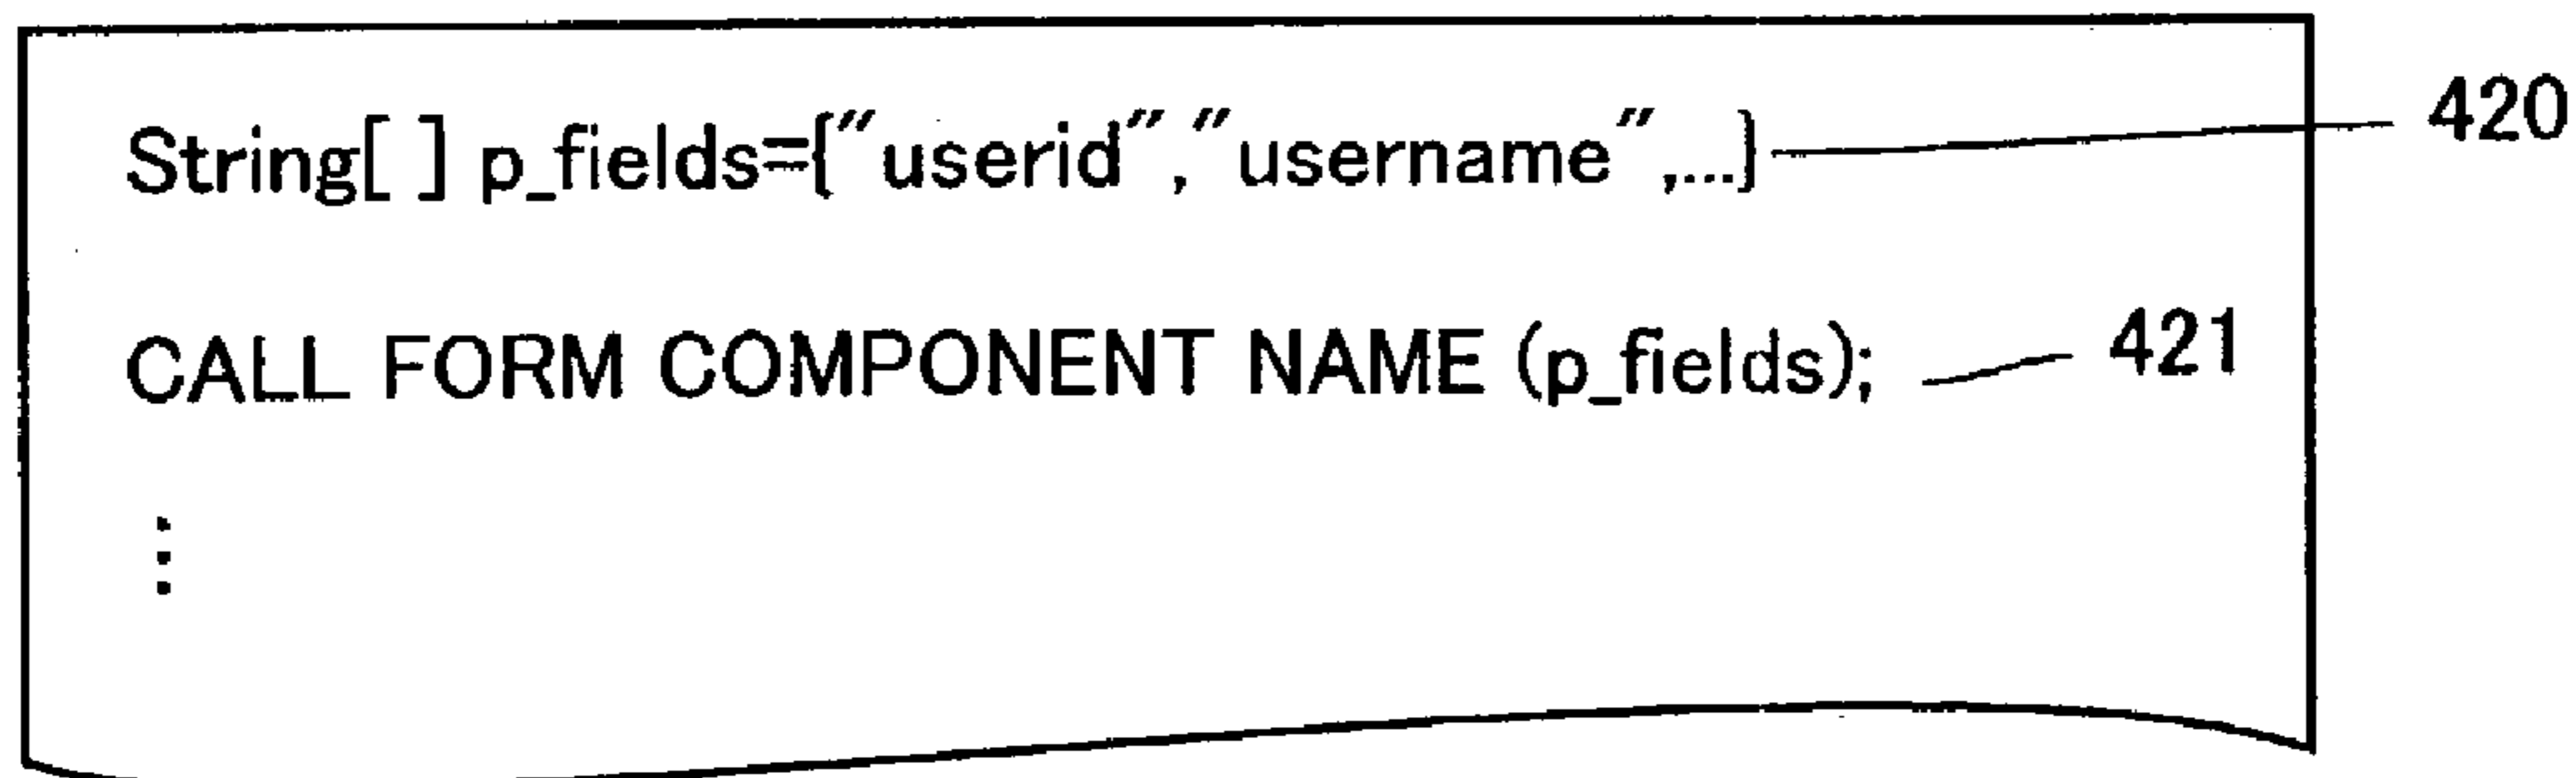 String[ ] p_fields={"userid","username",...} 420
CALL FORM COMPONENT NAME (p_fields); 421
⋮